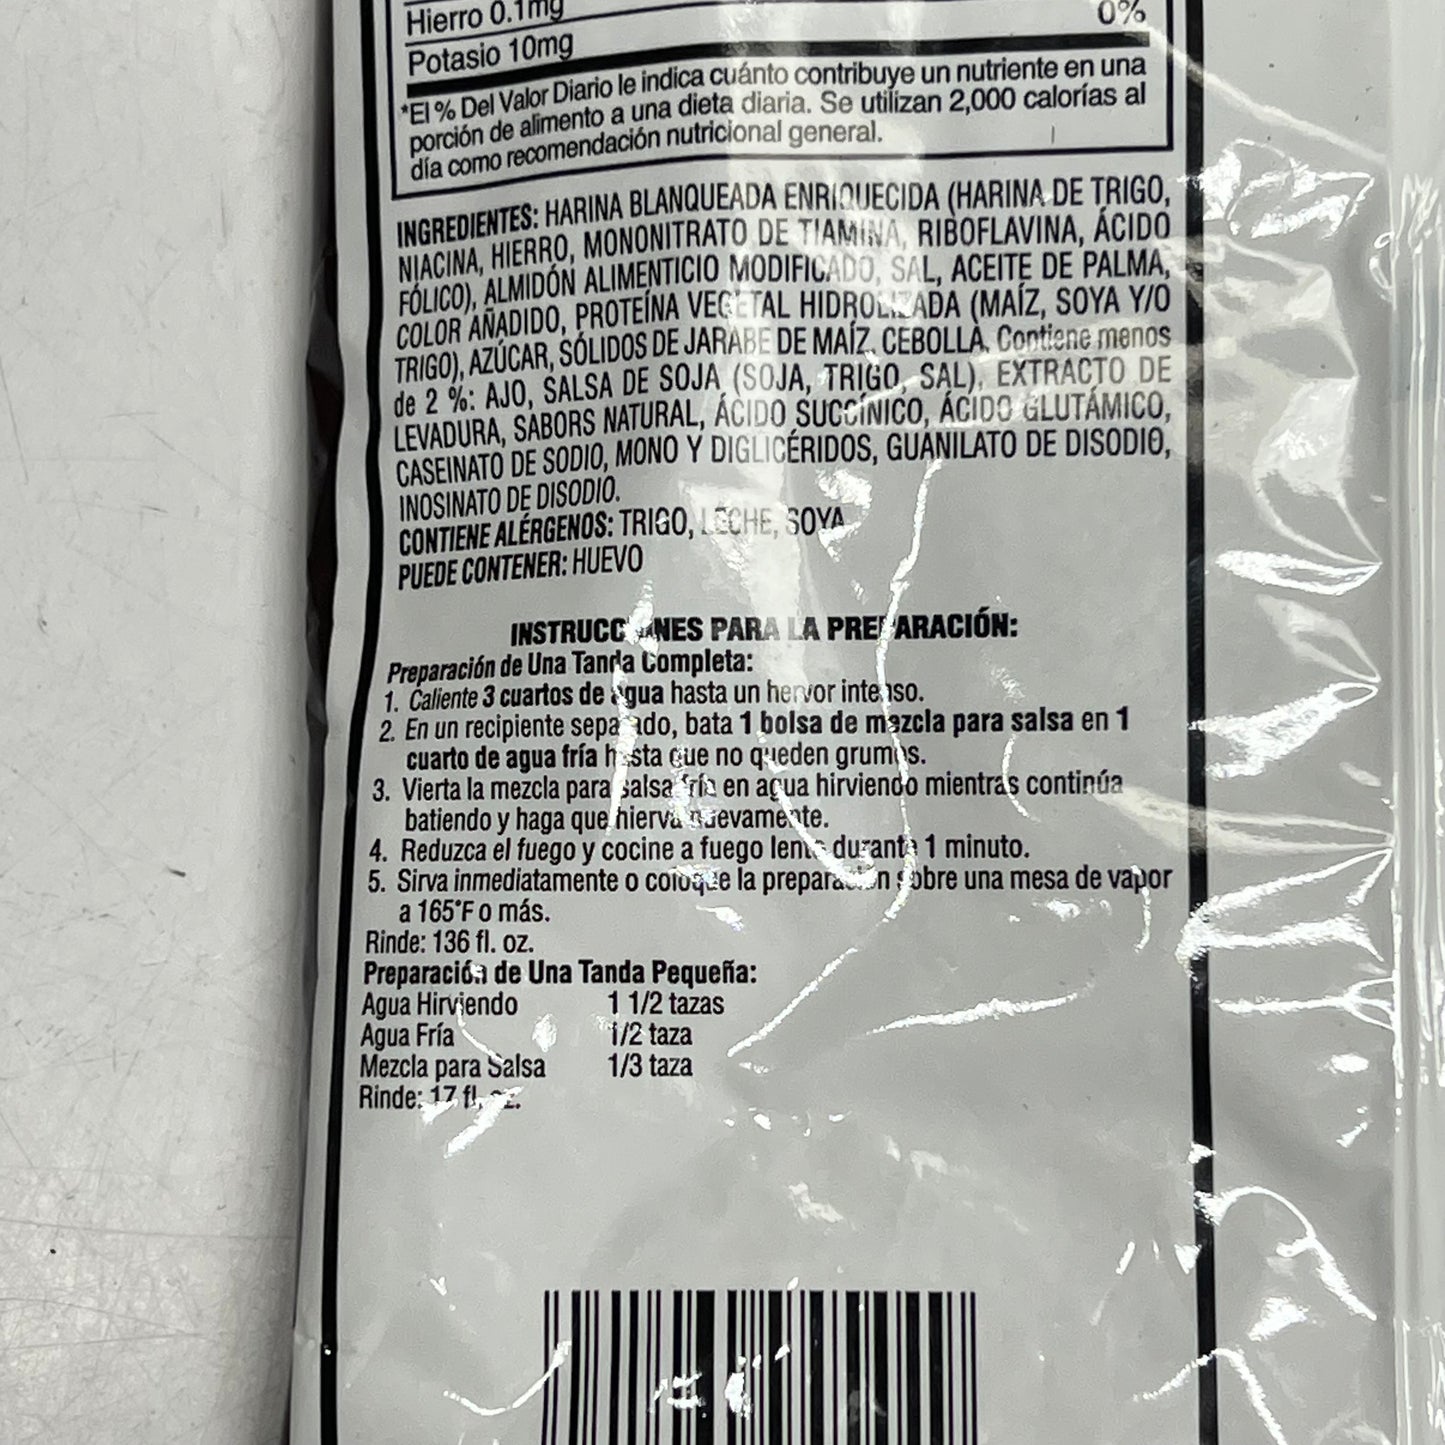 Hierro 0.1mg 0%
Potasio 10mg
*El % Del Valor Diario le indica cuánto contribuye un nutriente en una
porción de alimento a una dieta diaria. Se utilizan 2,000 calorías al
día como recomendación nutricional general.
INGREDIENTES: HARINA BLANQUEADA ENRIQUECIDA (HARINA DE TRIGO,
NIACINA, HIERRO, MONONITRATO DE TIAMINA, RIBOFLAVINA, ÁCIDO
FÓLICO), ALMIDÓN ALIMENTICIO MODIFICADO, SAL, ACEITE DE PALMA,
COLOR AÑADIDO, PROTEÍNA VEGETAL HIDROLIZADA (MAÍZ, SOYA Y/O
TRIGO), AZÚCAR, SÓLIDOS DE JARABE DE MAÍZ, CEBOLLA. Contiene menos
de 2 %: AJO, SALSA DE SOJA (SOJA, TRIGO, SAL), EXTRACTO DE
LEVADURA, SABORS NATURAL, ÁCIDO SUCCÍNICO, ÁCIDO GLUTÁMICO,
CASEINATO DE SODIO, MONO Y DIGLICÉRIDOS, GUANILATO DE DISODIO,
INOSINATO DE DISODIO.
CONTIENE ALÉRGENOS: TRIGO, LECHE, SOYA
PUEDE CONTENER: HUEVO
INSTRUCCIONES PARA LA PREPARACIÓN:
Preparación de Una Tanda Completa:
1. Caliente 3 cuartos de agua hasta un hervor intenso.
2. En un recipiente separado, bata 1 bolsa de mezcla para salsa en 1
cuarto de agua fría hasta que no queden grumos.
3. Vierta la mezcla para salsa fría en agua hirviendo mientras continúa
batiendo y haga que hierva nuevamente.
4. Reduzca el fuego y cocine a fuego lento durante 1 minuto.
5. Sirva inmediatamente o coloque la preparación sobre una mesa de vapor
a 165°F o más.
Rinde: 136 fl. oz.
Preparación de Una Tanda Pequeña:
Agua Hirviendo 1 1/2 tazas
Agua Fría 1/2 taza
Mezcla para Salsa 1/3 taza
Rinde: 17 fl. oz.